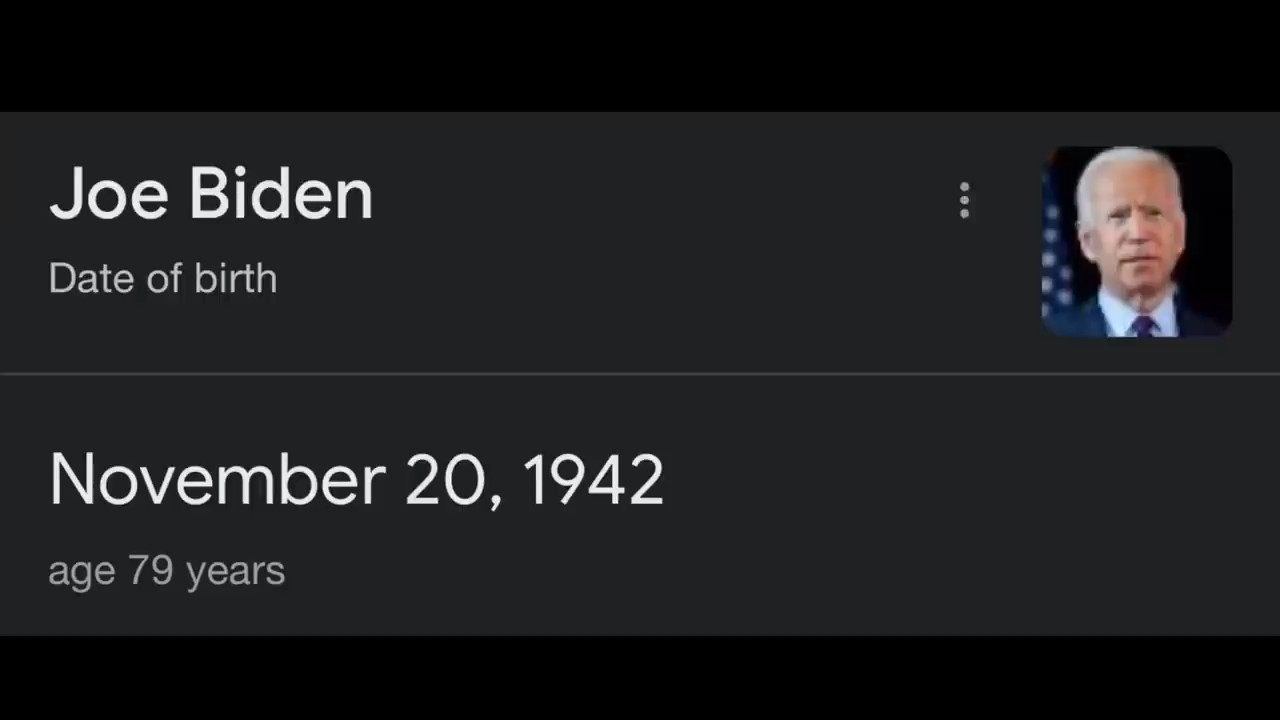 Joe Biden
Date of birth
November 20, 1942
age 79 years